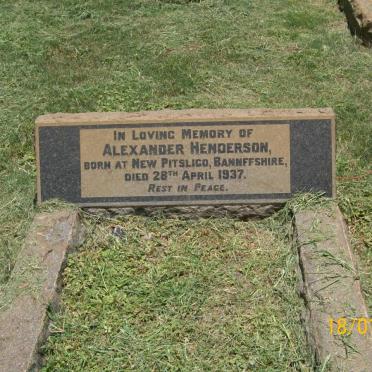 In Loving Memory of
Alexander Henderson,
born at New Pitsligo, Bannffshire,
died 28th April 1937.
Rest in Peace.
18/0